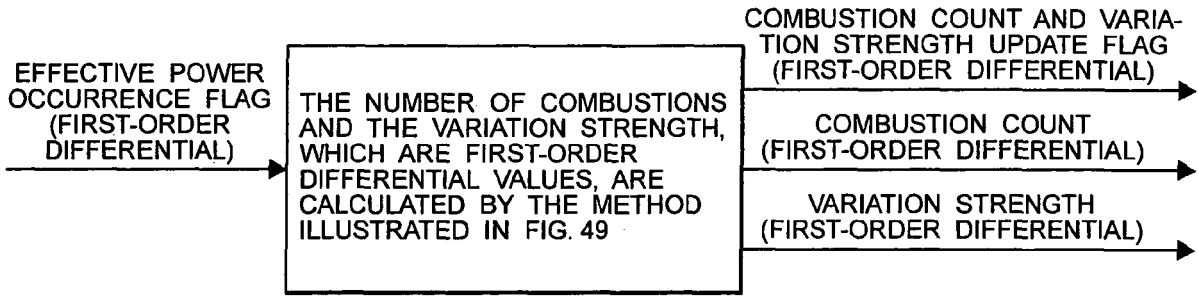 EFFECTIVE POWER
OCCURRENCE FLAG
(FIRST-ORDER
DIFFERENTIAL)
THE NUMBER OF COMBUSTIONS
AND THE VARIATION STRENGTH,
WHICH ARE FIRST-ORDER
DIFFERENTIAL VALUES, ARE
CALCULATED BY THE METHOD
ILLUSTRATED IN FIG. 49
COMBUSTION COUNT AND VARIA-
TION STRENGTH UPDATE FLAG
(FIRST-ORDER DIFFERENTIAL)
COMBUSTION COUNT
(FIRST-ORDER DIFFERENTIAL)
VARIATION STRENGTH
(FIRST-ORDER DIFFERENTIAL)